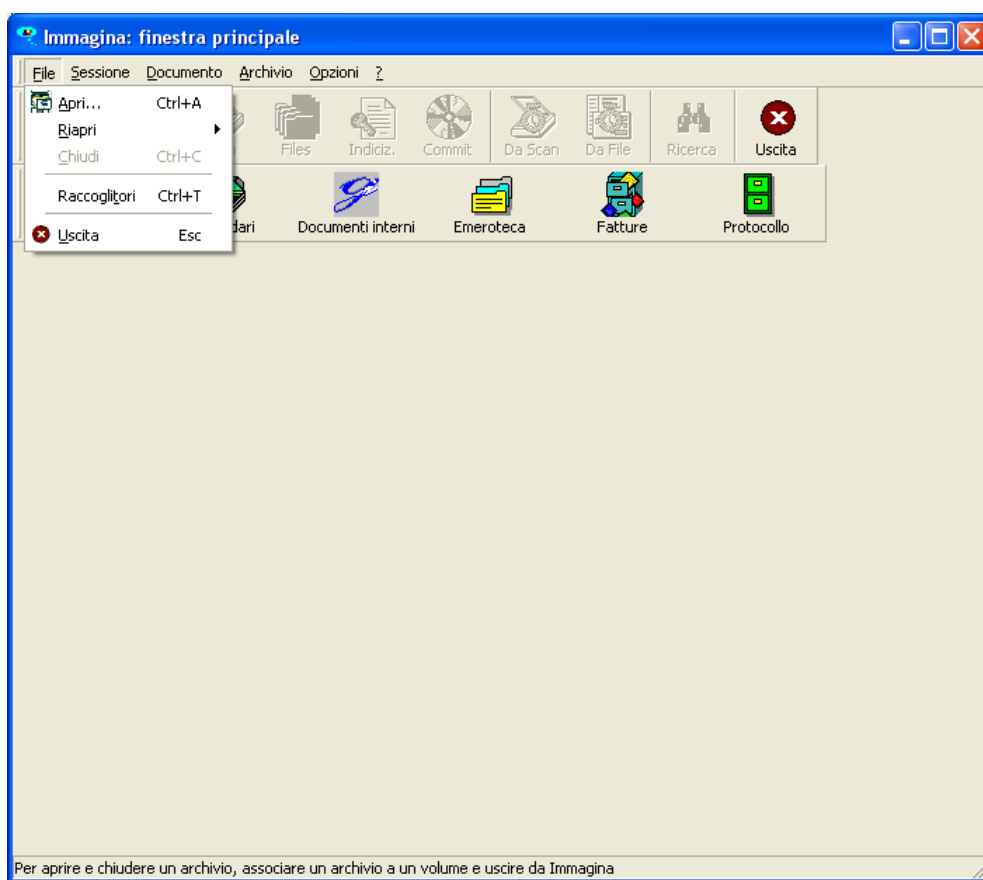 Immagina: finestra principale
File Sessione Documento Archivio Opzioni ?
Apri... Ctrl+A
Riapri
Chiudi Ctrl+C
Raccoglitori Ctrl+T
Uscita Esc
Files Indiciz. Commit Da Scan Da File Ricerca Uscita
dari Documenti interni Emeroteca Fatture Protocollo
Per aprire e chiudere un archivio, associare un archivio a un volume e uscire da Immagina